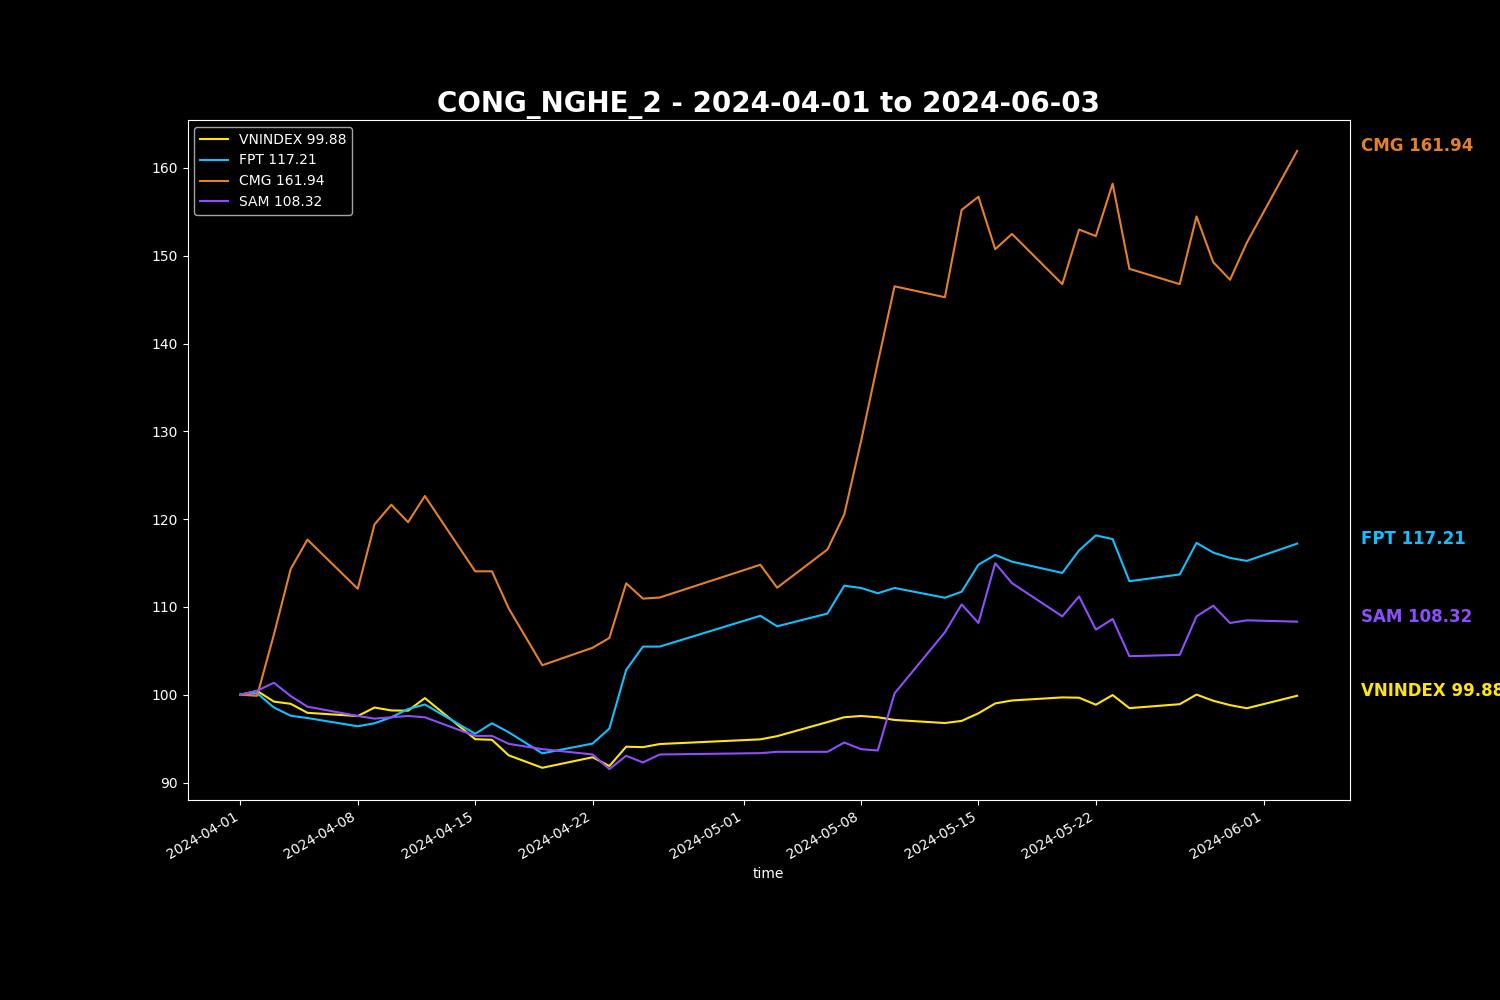 CONG_NGHE_2 - 2024-04-01 to 2024-06-03
VNINDEX 99.88
FPT 117.21
CMG 161.94
SAM 108.32
160
150
140
130
120
110
100
90
CMG 161.94
FPT 117.21
SAM 108.32
VNINDEX 99.88
2024-04-01
2024-04-08
2024-04-15
2024-04-22
2024-05-01
2024-05-08
2024-05-15
2024-05-22
2024-06-01
time